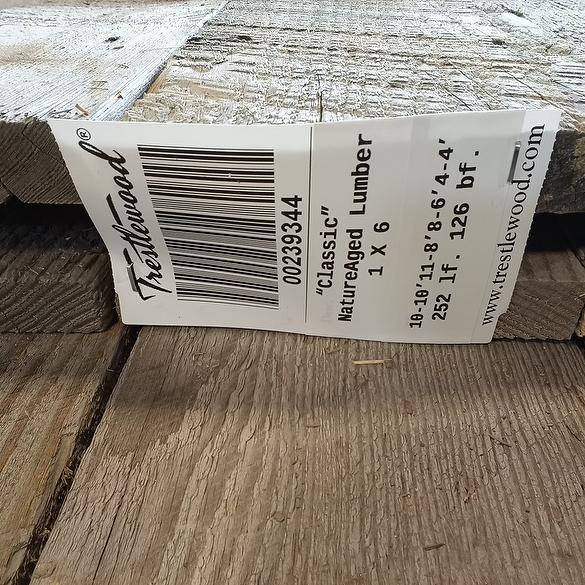 Trestlewood®
00239344
"Classic"
NatureAged Lumber
1 X 6
10-10'11-8'8-6'4-4'
252 lf. 126 bf.
www.trestlewood.com